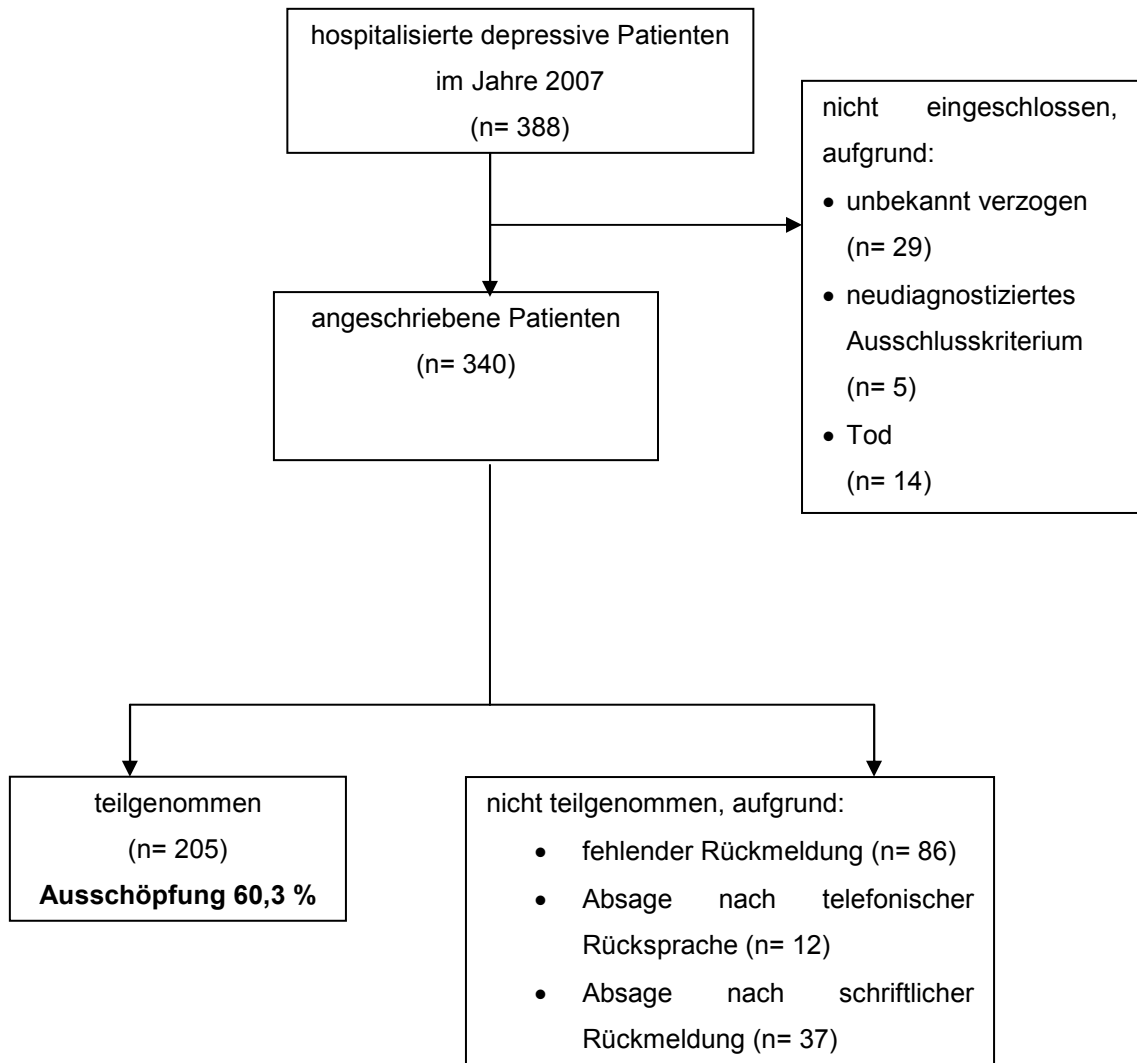 hospitalisierte depressive Patienten
im Jahre 2007
(n= 388)
nicht eingeschlossen,
aufgrund:
• unbekannt verzogen
(n= 29)
• neudiagnostiziertes
Ausschlusskriterium
(n= 5)
• Tod
(n= 14)
angeschriebene Patienten
(n= 340)
teilgenommen
(n= 205)
Ausschöpfung 60,3 %
nicht teilgenommen, aufgrund:
• fehlender Rückmeldung (n= 86)
• Absage nach telefonischer
Rücksprache (n= 12)
• Absage nach schriftlicher
Rückmeldung (n= 37)